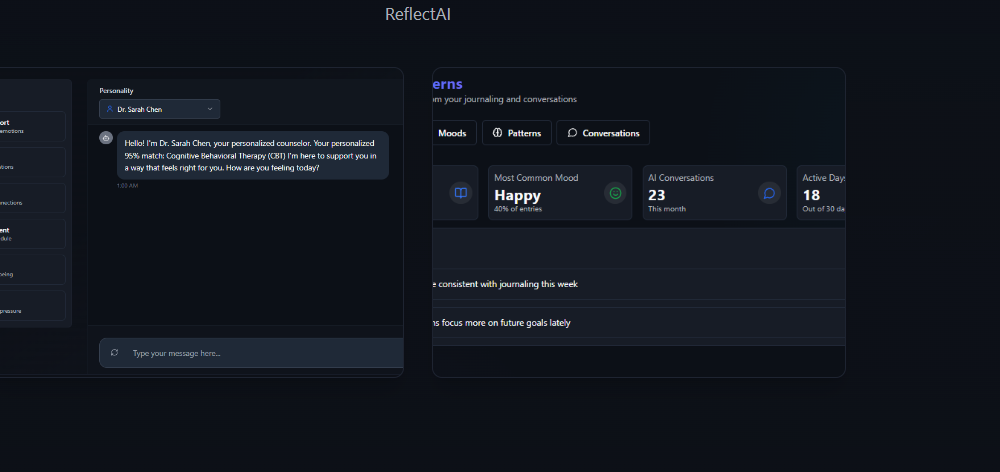 ReflectAI
ort
emotions
ations
nnections
ent
dule
being
pressure
Personality
Dr. Sarah Chen
Hello! I'm Dr. Sarah Chen, your personalized counselor. Your personalized
95% match: Cognitive Behavioral Therapy (CBT) I'm here to support you in
a way that feels right for you. How are you feeling today?
1:00 AM
Type your message here...
erns
om your journaling and conversations
Moods Patterns Conversations
Most Common Mood
Happy
40% of entries
AI Conversations
23
This month
Active Days
18
Out of 30 da
e consistent with journaling this week
ns focus more on future goals lately